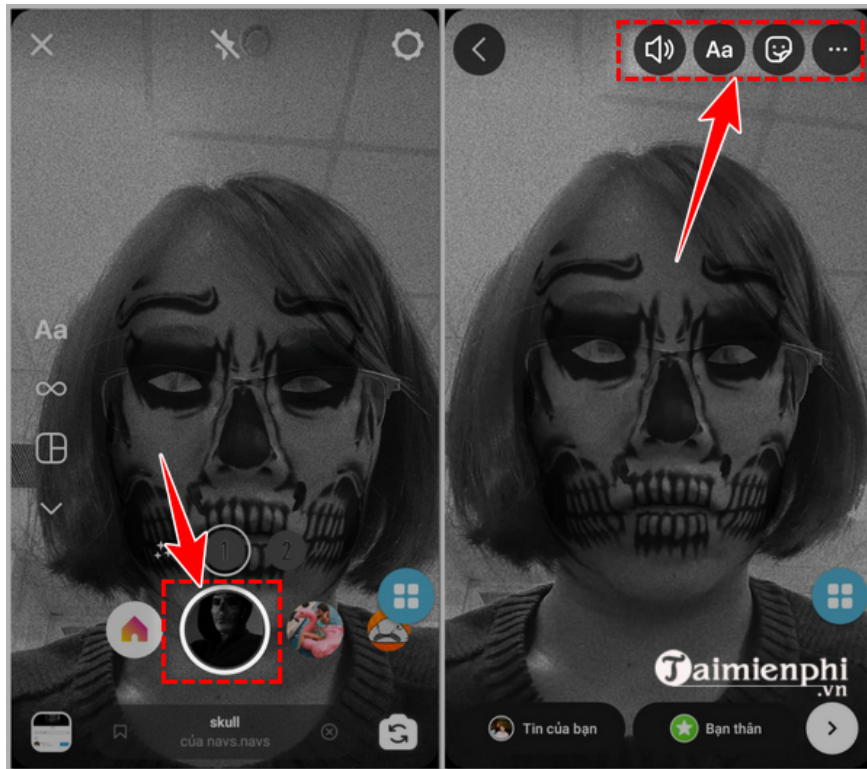 Aa
1
2
skull
của navs.navs
Aa
Taimienphi
.vn
Tin của bạn
Bạn thân